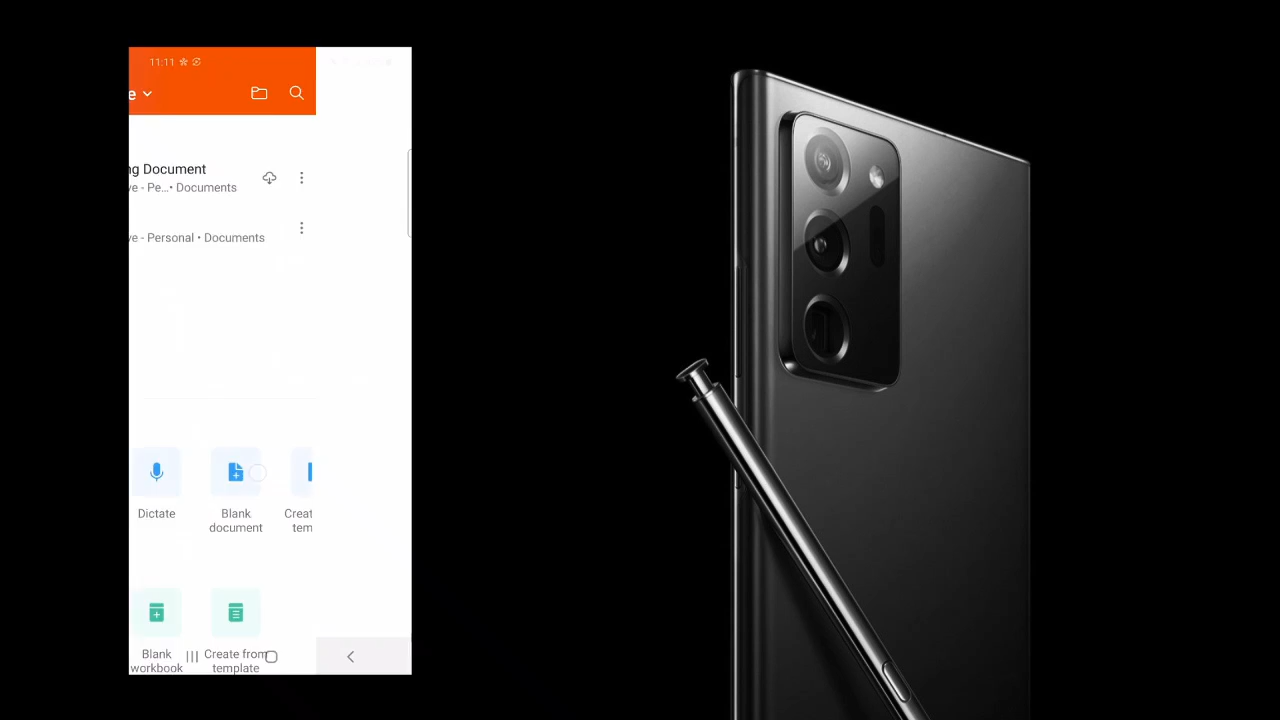 11:11
e
ng Document
ve - Pe...• Documents
ve - Personal • Documents
Dictate
Blank
document
Creat
tem
Blank
workbook
Create from
template